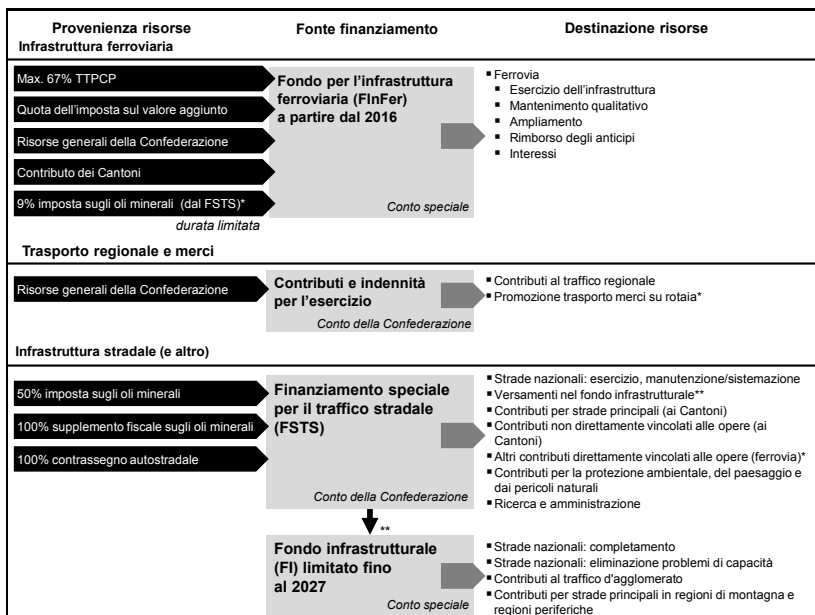 Provenienza risorse
Fonte finanziamento
Destinazione risorse
Infrastruttura ferroviaria
Max. 67% TTPCP
Quota dell'imposta sul valore aggiunto
Risorse generali della Confederazione
Contributo dei Cantoni
9% imposta sugli oli minerali (dal FSTS)*
durata limitata
Fondo per l'infrastruttura
ferroviaria (FInFer)
a partire dal 2016
Conto speciale
▪ Ferrovia
▪ Esercizio dell'infrastruttura
▪ Mantenimento qualitativo
▪ Ampliamento
▪ Rimborso degli anticipi
▪ Interessi
Trasporto regionale e merci
Risorse generali della Confederazione
Contributi e indennità
per l'esercizio
Conto della Confederazione
▪ Contributi al traffico regionale
▪ Promozione trasporto merci su rotaia*
Infrastruttura stradale (e altro)
50% imposta sugli oli minerali
100% supplemento fiscale sugli oli minerali
100% contrassegno autostradale
Finanziamento speciale
per il traffico stradale
(FSTS)
Conto della Confederazione
▪ Strade nazionali: esercizio, manutenzione/sistemazione
▪ Versamenti nel fondo infrastrutturale**
▪ Contributi per strade principali (ai Cantoni)
▪ Contributi non direttamente vincolati alle opere (ai
Cantoni)
▪ Altri contributi direttamente vincolati alle opere (ferrovia)*
▪ Contributi per la protezione ambientale, del paesaggio e
dai pericoli naturali
▪ Ricerca e amministrazione
**
Fondo infrastrutturale
(FI) limitato fino
al 2027
Conto speciale
▪ Strade nazionali: completamento
▪ Strade nazionali: eliminazione problemi di capacità
▪ Contributi al traffico d'agglomerato
▪ Contributi per strade principali in regioni di montagna e
regioni periferiche